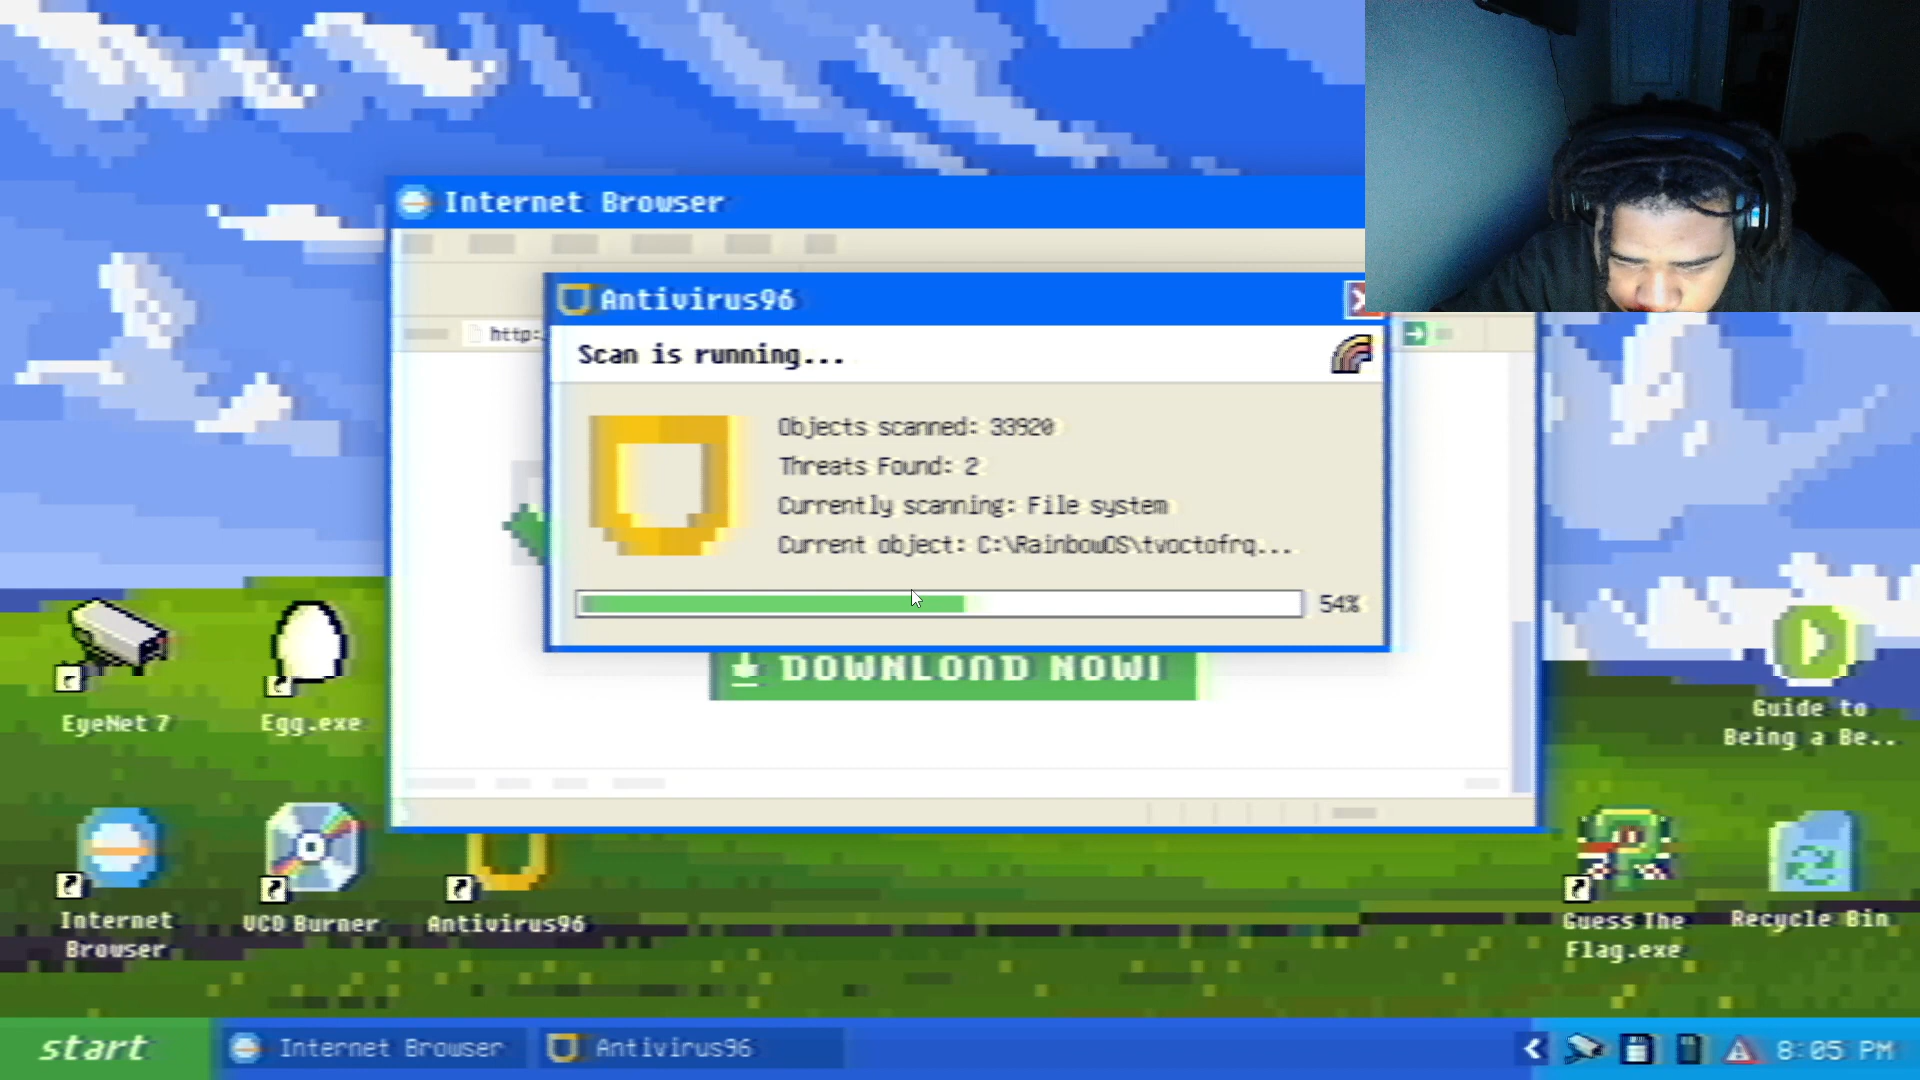 Internet Browser
Antivirus96
http:
Scan is running...
Objects scanned: 33920
Threats Found: 2
Currently scanning: File system
Current object: C:\RainbowOS\tvoctofrq...
54%
DOWNLOAD NOW!
EyeNet 7
Egg.exe
Guide to
Being a Be..
Internet
Browser
VCD Burner
Antivirus96
Guess The
Flag.exe
Recycle Bin
start
Internet Browser
Antivirus96
8:05 PM